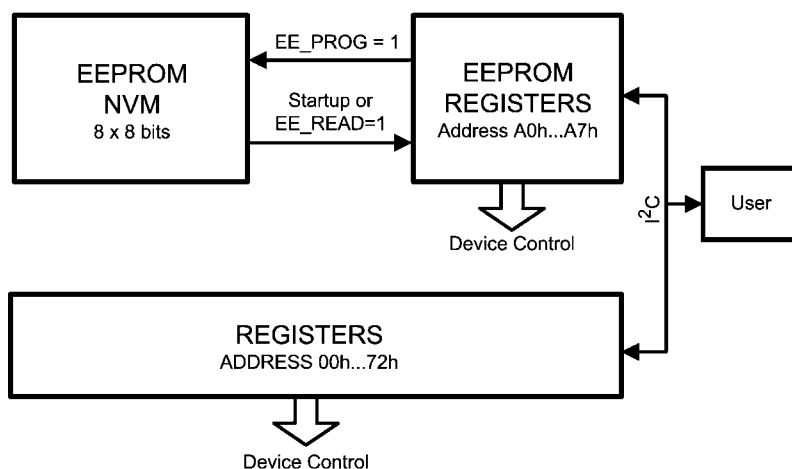 EEPROM
NVM
8 x 8 bits
EE_PROG = 1
Startup or
EE_READ=1
EEPROM
REGISTERS
Address A0h...A7h
Device Control
I²C
User
REGISTERS
ADDRESS 00h...72h
Device Control